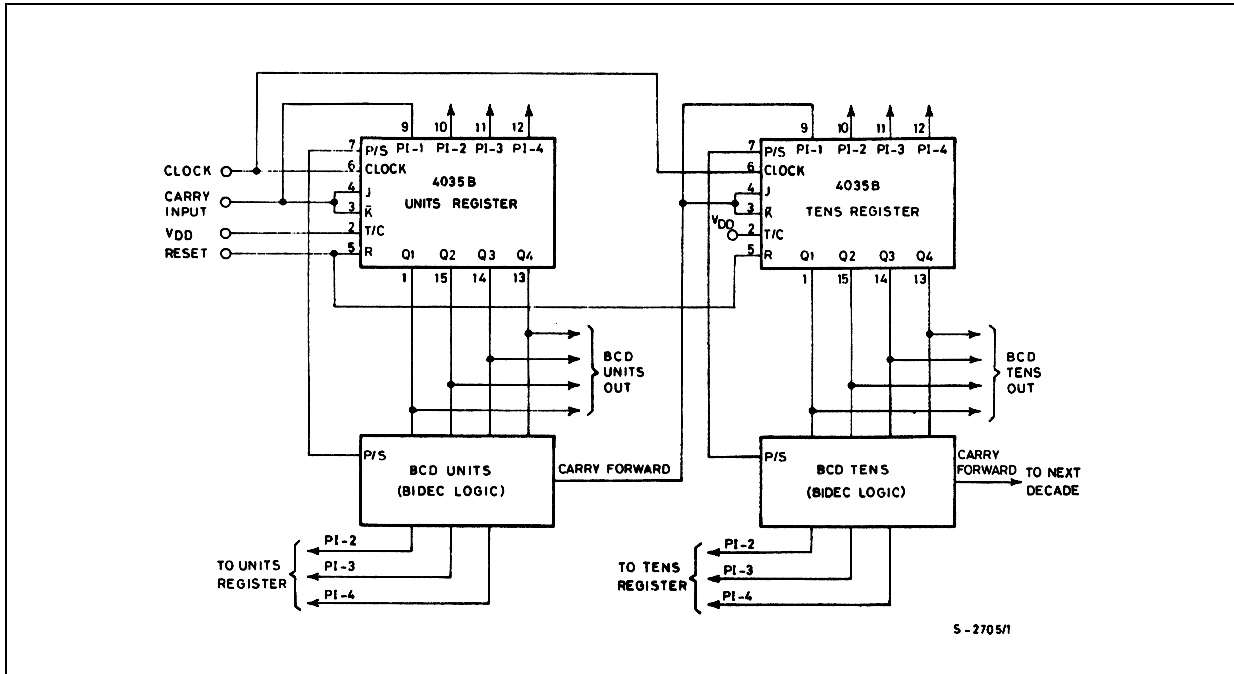 9 10 11 12
7 P/S PI-1 PI-2 PI-3 PI-4
CLOCK 6 CLOCK
CARRY INPUT 4 J
3 K̄
4035B
UNITS REGISTER
VDD 2 T/C
RESET 5 R
Q1 Q2 Q3 Q4
1 15 14 13
BCD
UNITS
OUT
P/S
BCD UNITS
(BIDEC LOGIC)
CARRY FORWARD
TO UNITS
REGISTER
PI-2
PI-3
PI-4
9 10 11 12
7 P/S PI-1 PI-2 PI-3 PI-4
6 CLOCK
4 J
3 K̄
4035B
TENS REGISTER
VDD 2 T/C
5 R
Q1 Q2 Q3 Q4
1 15 14 13
BCD
TENS
OUT
P/S
BCD TENS
(BIDEC LOGIC)
CARRY
FORWARD
TO NEXT
DECADE
TO TENS
REGISTER
PI-2
PI-3
PI-4
S-2705/1